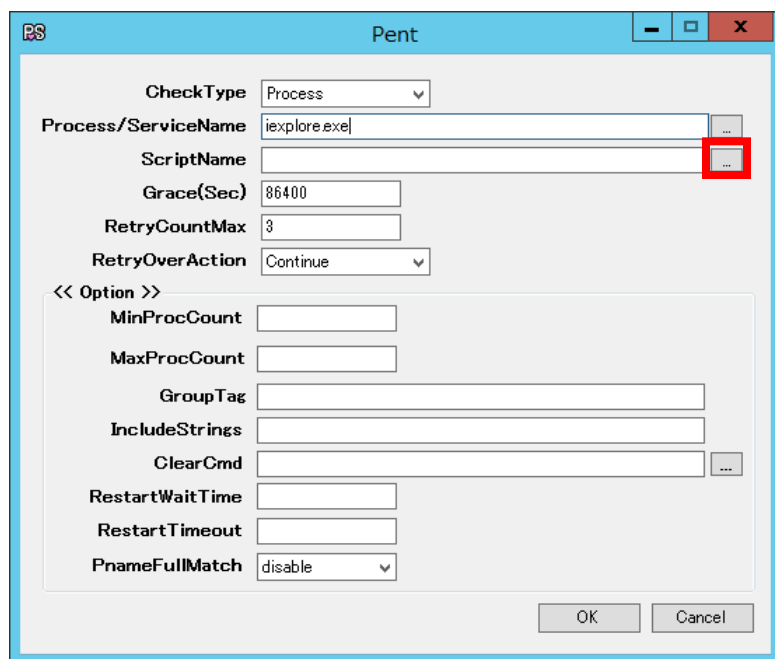 PS Pent
CheckType Process
Process/ServiceName iexplore.exe ...
ScriptName ...
Grace(Sec) 86400
RetryCountMax 3
RetryOverAction Continue
<< Option >>
MinProcCount
MaxProcCount
GroupTag
IncludeStrings
ClearCmd ...
RestartWaitTime
RestartTimeout
PnameFullMatch disable
OK Cancel